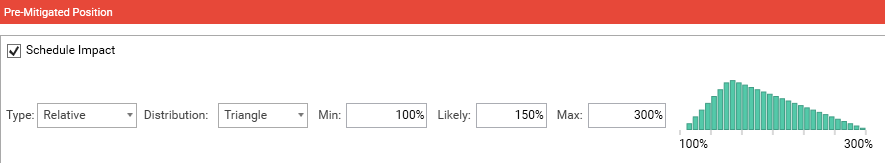 Pre-Mitigated Position
Schedule Impact
Type: Relative Distribution: Triangle Min: 100% Likely: 150% Max: 300%
100% 300%